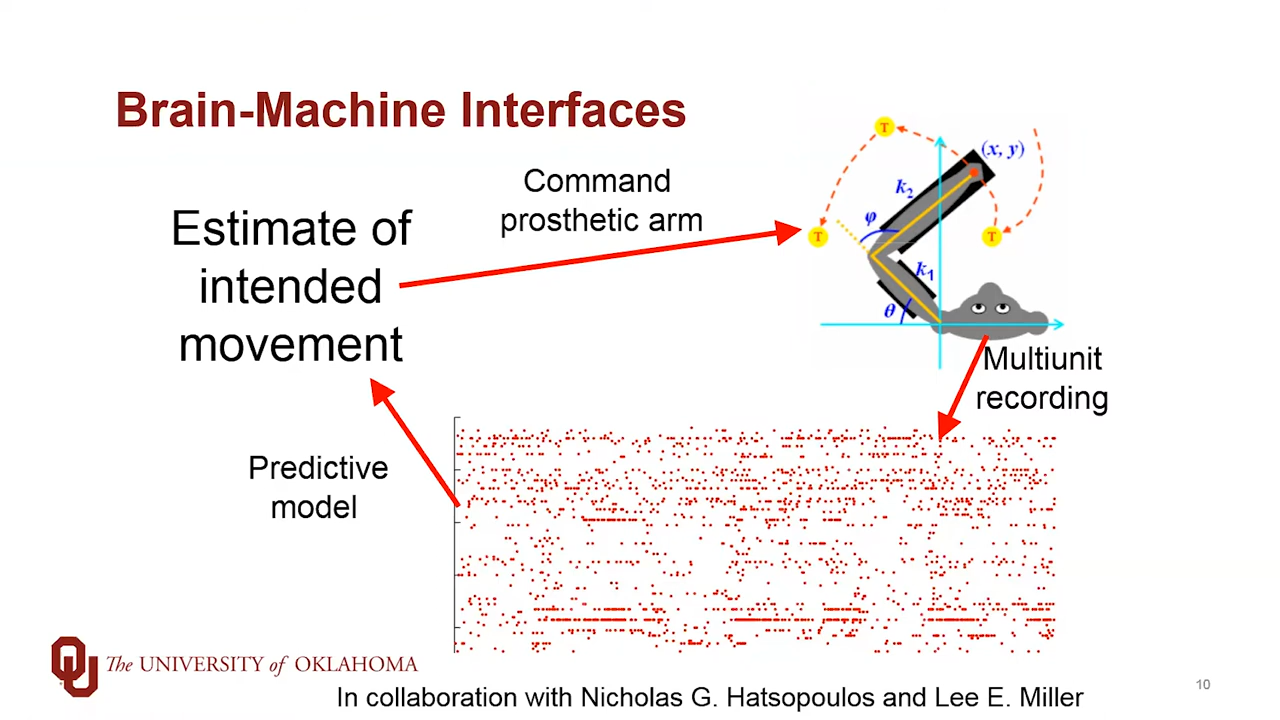 Brain-Machine Interfaces
Command
prosthetic arm
Estimate of
intended
movement
T
T
T
(x, y)
k2
φ
k1
θ
Multiunit
recording
Predictive
model
OU
The UNIVERSITY of OKLAHOMA
In collaboration with Nicholas G. Hatsopoulos and Lee E. Miller
10